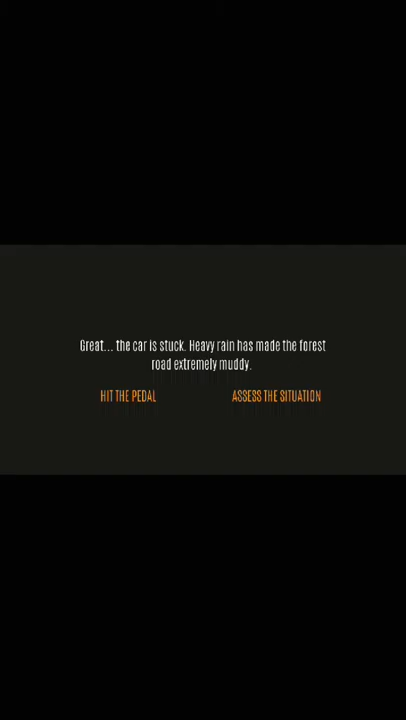 Great... the car is stuck. Heavy rain has made the forest
road extremely muddy.
HIT THE PEDAL
ASSESS THE SITUATION